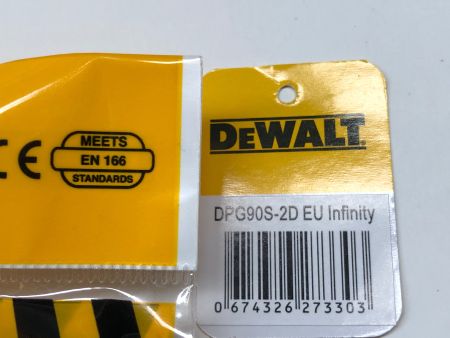 CE
MEETS
EN 166
STANDARDS
DEWALT
DPG90S-2D EU Infinity
0 674326 273303